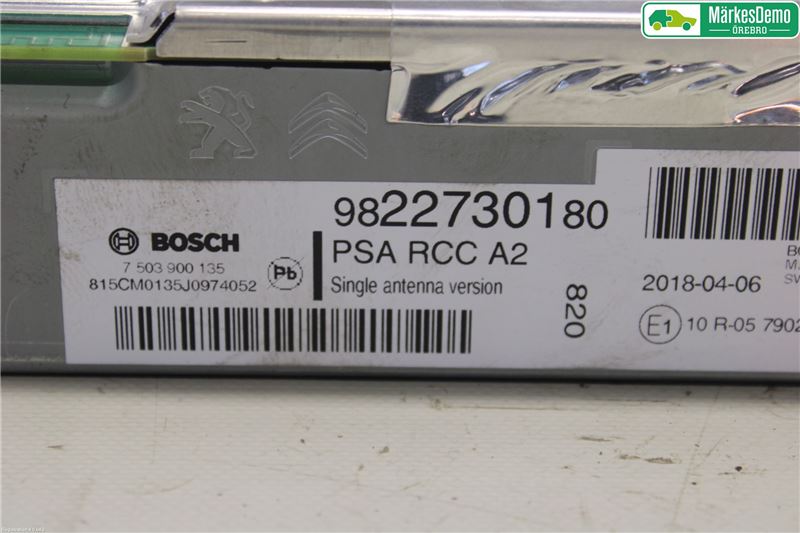 MärkesDemo
ÖREBRO
BOSCH
7 503 900 135
815CM0135J0974052
Pb
9822730180
PSA RCC A2
Single antenna version
820
2018-04-06
E1 10 R-05 7902